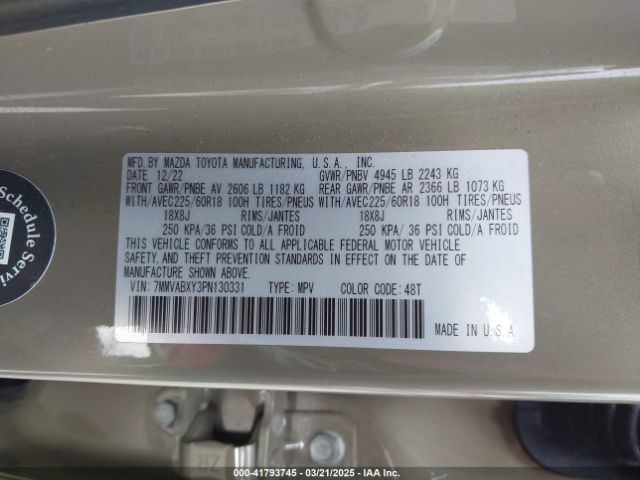 MFD. BY MAZDA TOYOTA MANUFACTURING, U.S.A., INC.
DATE 12/22 GVWR/PNBV 4945 LB 2243 KG
FRONT GAWR/PNBE AV 2606 LB 1182 KG REAR GAWR/PNBE AR 2366 LB 1073 KG
WITH/AVEC225/60R18 100H TIRES/PNEUS WITH/AVEC225/60R18 100H TIRES/PNEUS
18X8J RIMS/JANTES 18X8J RIMS/JANTES
250 KPA/36 PSI COLD/A FROID 250 KPA/ 36 PSI COLD/A FROID
THIS VEHICLE CONFORMS TO ALL APPLICABLE FEDERAL MOTOR VEHICLE
SAFETY, AND THEFT PREVENTION STANDARDS IN EFFECT ON THE DATE OF
MANUFACTURE SHOWN ABOVE.
VIN: 7MMVABXY3PN130331 TYPE: MPV COLOR CODE: 48T
MADE IN U.S.A.
Schedule Servi
ZR
000-41793745 - 03/21/2025 - IAA Inc.